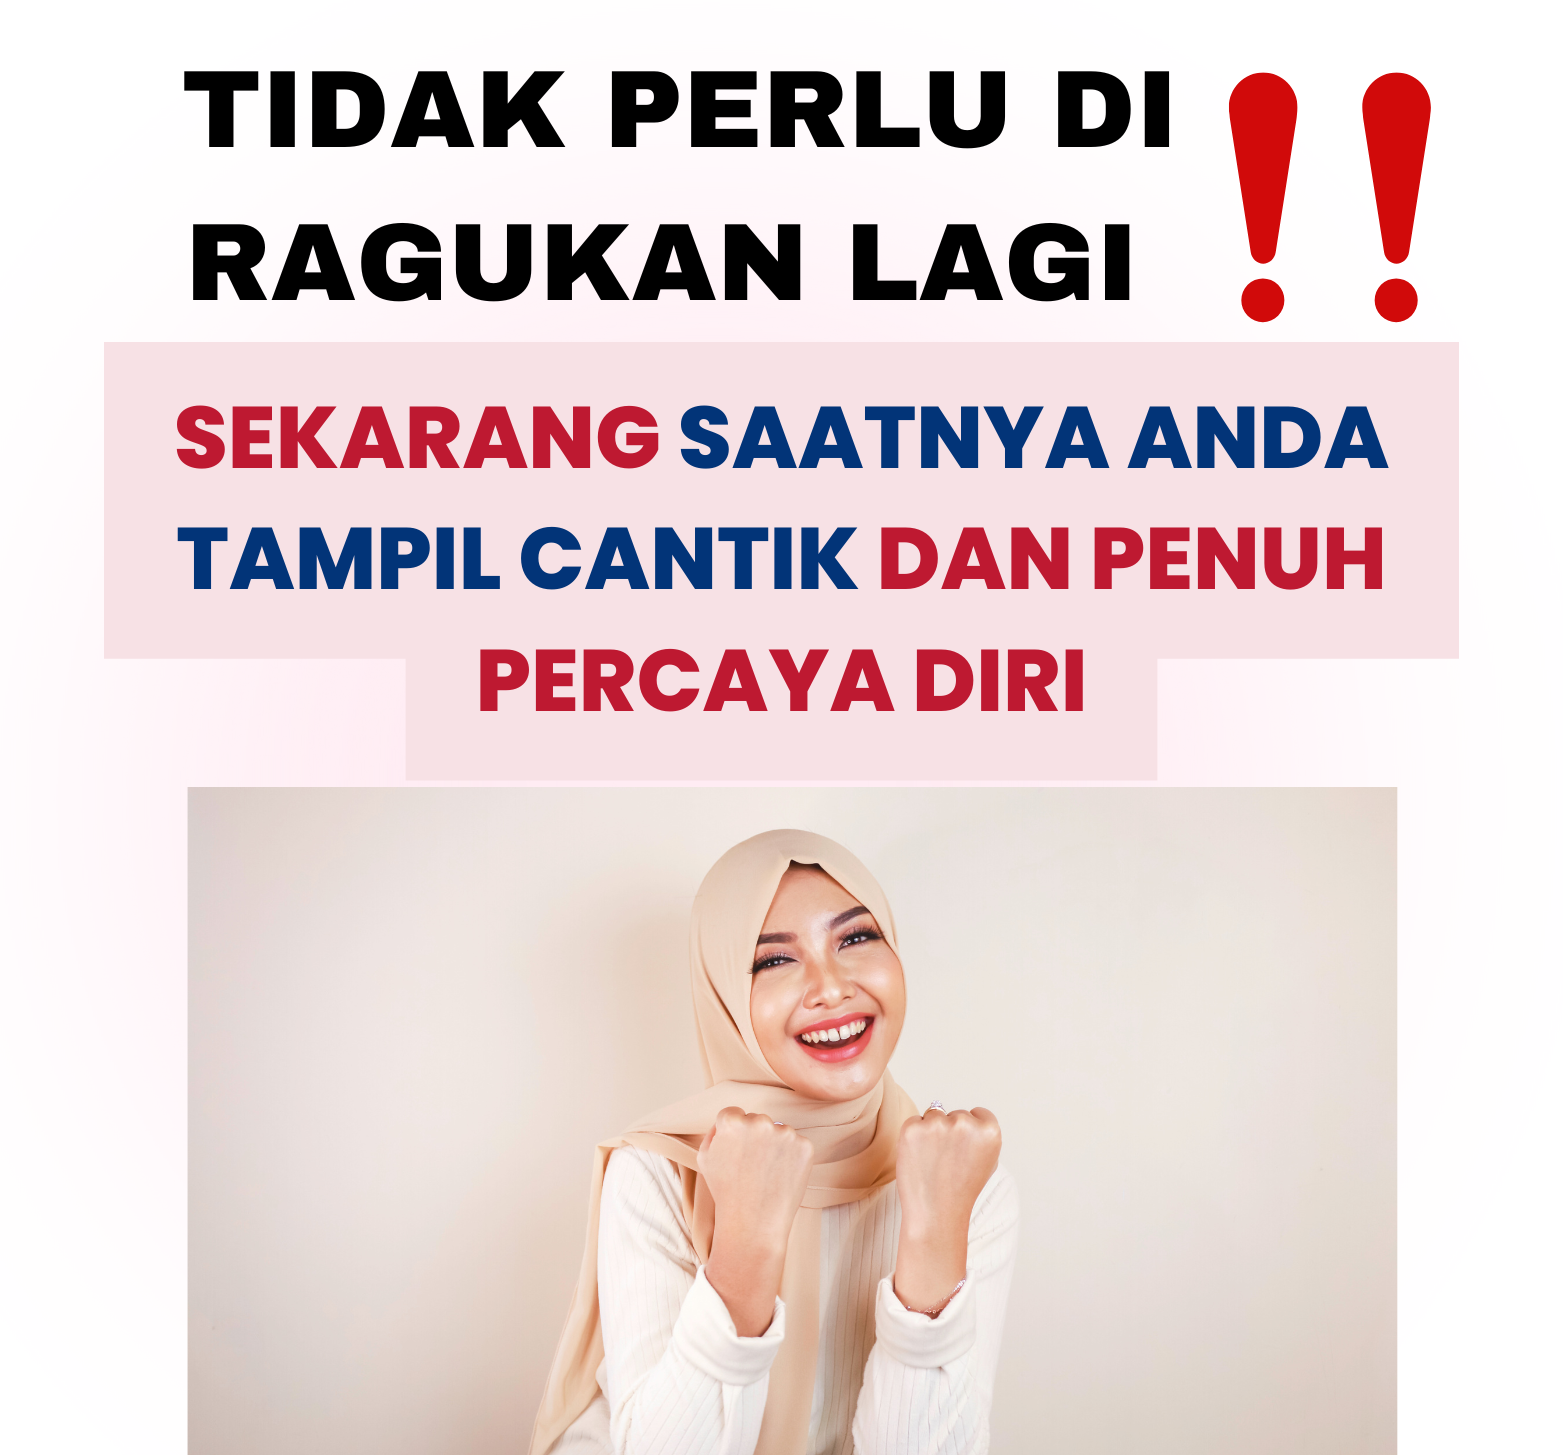 TIDAK PERLU DI
RAGUKAN LAGI ‼
SEKARANG SAATNYA ANDA
TAMPIL CANTIK DAN PENUH
PERCAYA DIRI